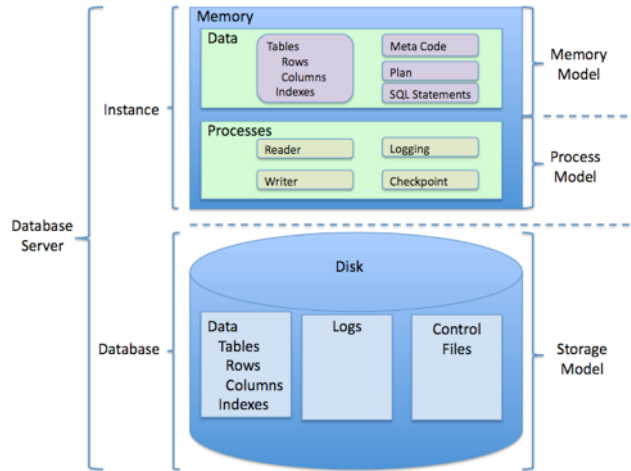 Memory
Data
Tables
Rows
Columns
Indexes
Meta Code
Plan
SQL Statements
Memory
Model
Instance
Processes
Reader
Logging
Writer
Checkpoint
Process
Model
Database
Server
Disk
Database
Data
Tables
Rows
Columns
Indexes
Logs
Control
Files
Storage
Model